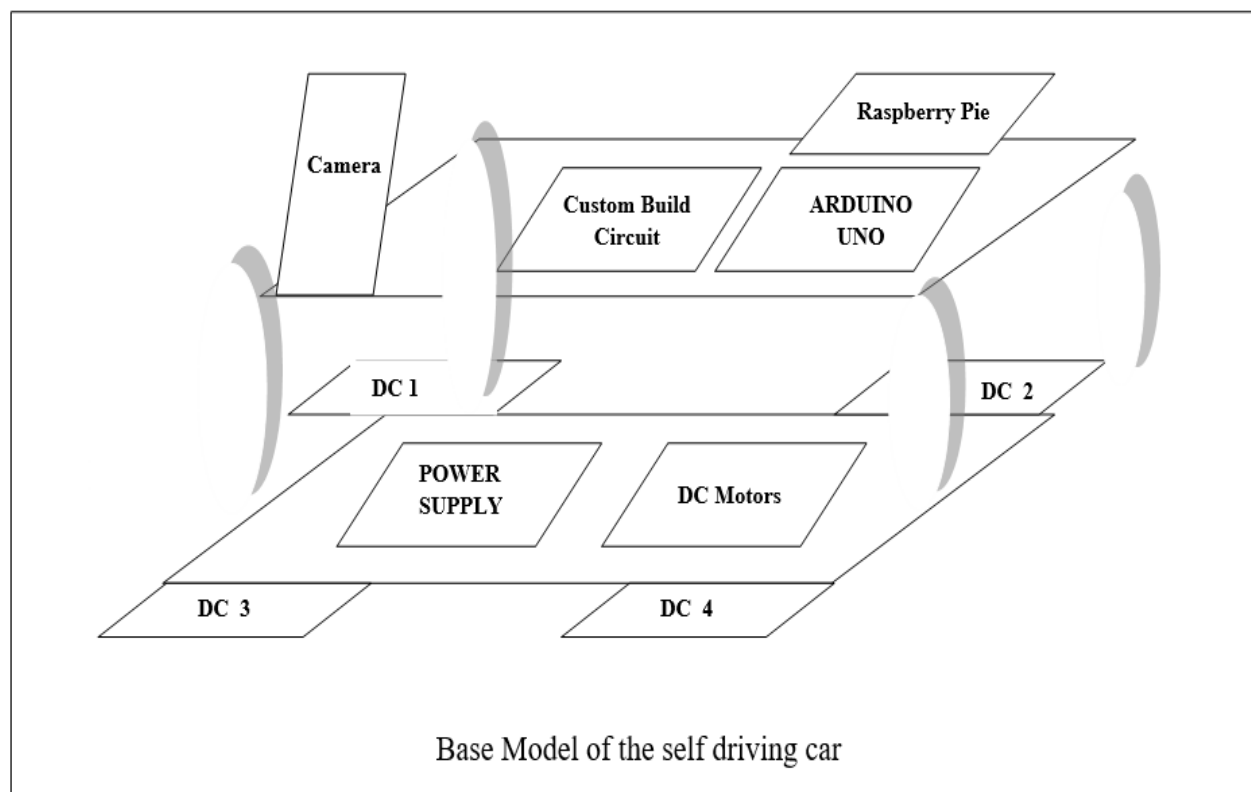 Raspberry Pie
Camera
Custom Build
Circuit
ARDUINO
UNO
DC 1
DC 2
POWER
SUPPLY
DC Motors
DC 3
DC 4
Base Model of the self driving car